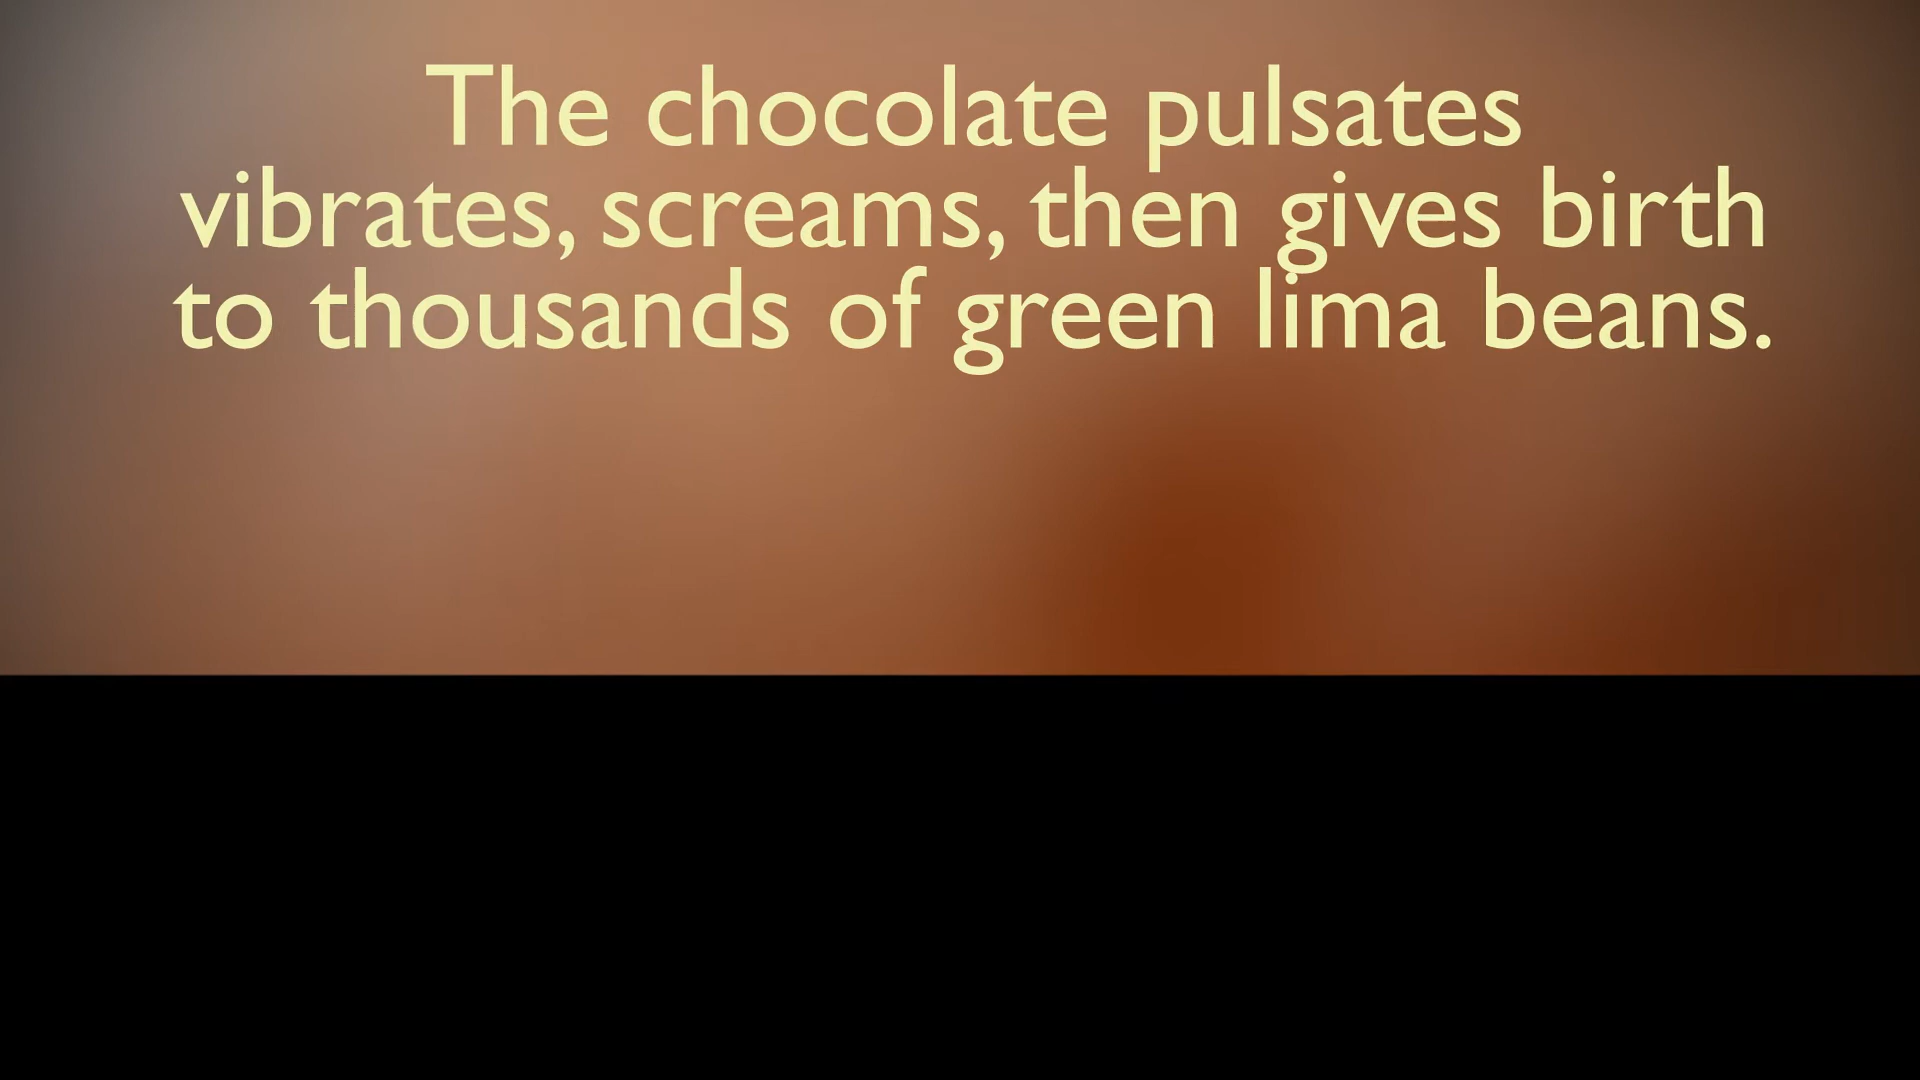 The chocolate pulsates
vibrates, screams, then gives birth
to thousands of green lima beans.